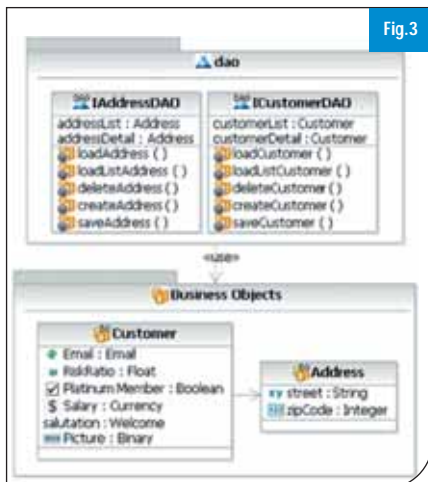 Fig.3
dao
DAO IAddressDAO
addressList : Address
addressDetail : Address
loadAddress ( )
loadListAddress ( )
deleteAddress ( )
createAddress ( )
saveAddress ( )
DAO ICustomerDAO
customerList : Customer
customerDetail : Customer
loadCustomer ( )
loadListCustomer ( )
deleteCustomer ( )
createCustomer ( )
saveCustomer ( )
«use»
Business Objects
Customer
Email : Email
RiskRatio : Float
Platinum Member : Boolean
$ Salary : Currency
salutation : Welcome
Picture : Binary
Address
street : String
zipCode : Integer